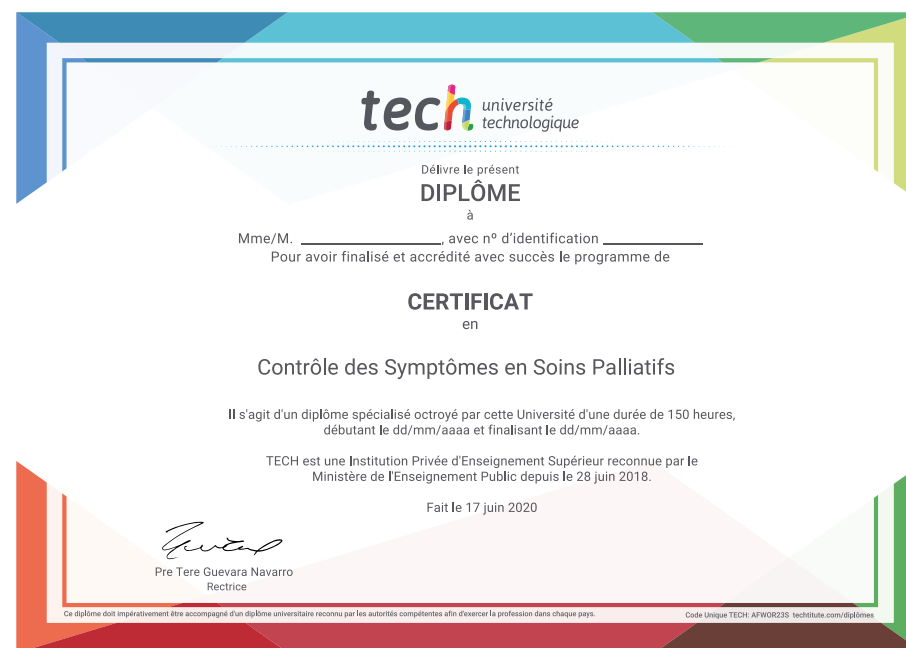 tech université
technologique
Délivre le présent
DIPLÔME
à
Mme/M. ____________________, avec nº d'identification ______________
Pour avoir finalisé et accrédité avec succès le programme de
CERTIFICAT
en
Contrôle des Symptômes en Soins Palliatifs
Il s'agit d'un diplôme spécialisé octroyé par cette Université d'une durée de 150 heures,
débutant le dd/mm/aaaa et finalisant le dd/mm/aaaa.
TECH est une Institution Privée d'Enseignement Supérieur reconnue par le
Ministère de l'Enseignement Public depuis le 28 juin 2018.
Fait le 17 juin 2020
Pre Tere Guevara Navarro
Rectrice
Ce diplôme doit impérativement être accompagné d'un diplôme universitaire reconnu par les autorités compétentes afin d'exercer la profession dans chaque pays.
Code Unique TECH: AFWOR23S techtitute.com/diplômes